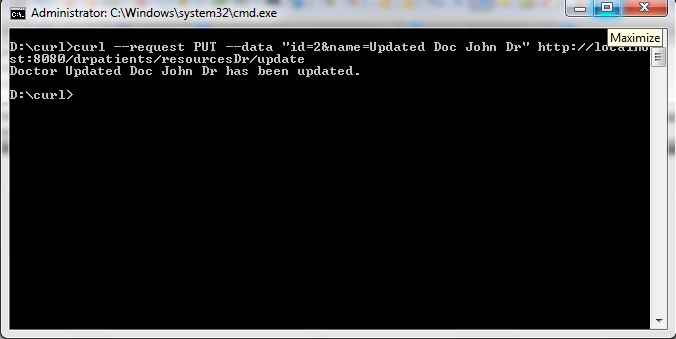 Administrator: C:\Windows\system32\cmd.exe
Maximize
D:\curl>curl --request PUT --data "id=2&name=Updated Doc John Dr" http://localho
st:8080/drpatients/resourcesDr/update
Doctor Updated Doc John Dr has been updated.
D:\curl>